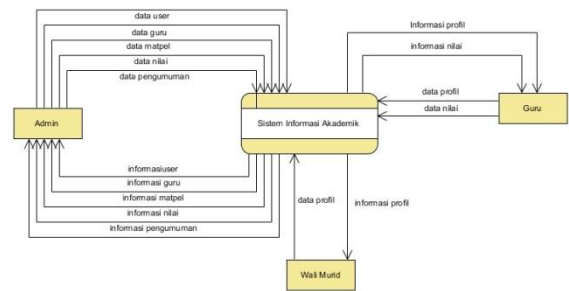 data user
data guru
data matpel
data nilai
data pengumuman
Informasi profil
informasi nilai
data profil
data nilai
Admin
Sistem Informasi Akademik
Guru
informasiuser
informasi guru
informasi matpel
informasi nilai
informasi pengumuman
data profil
informasi profil
Wali Murid